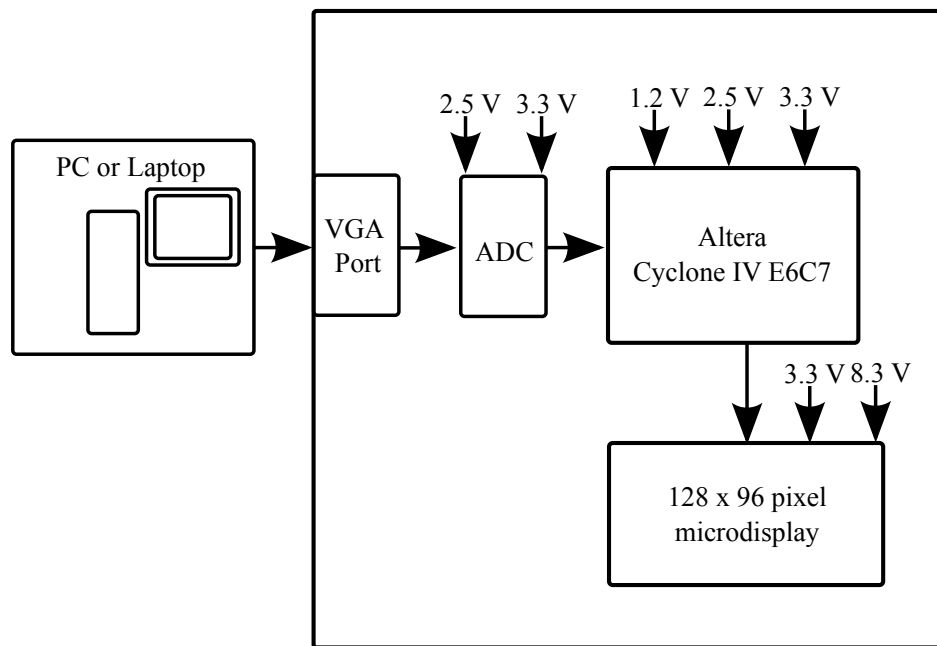 2.5 V 3.3 V
1.2 V 2.5 V 3.3 V
PC or Laptop
VGA
Port
ADC
Altera
Cyclone IV E6C7
3.3 V 8.3 V
128 x 96 pixel
microdisplay